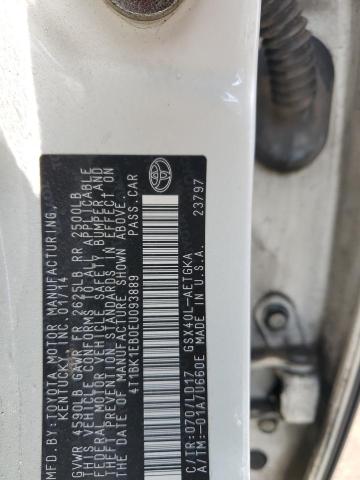 MFD. BY: TOYOTA MOTOR MANUFACTURING,
KENTUCKY, INC. 01/14
GVWR 4590LB GAWR FR 2625LB RR 2500LB
THIS VEHICLE CONFORMS TO ALL APPLICABLE
FEDERAL MOTOR VEHICLE SAFETY, BUMPER, AND
THEFT PREVENTION STANDARDS IN EFFECT ON
THE DATE OF MANUFACTURE SHOWN ABOVE.
4T1BK1EB0EU093889 PASS.CAR
C/TR: 070/LD17 GSX40L-AETGKA
A/TM:-01A/U660E MADE IN U.S.A.
23797